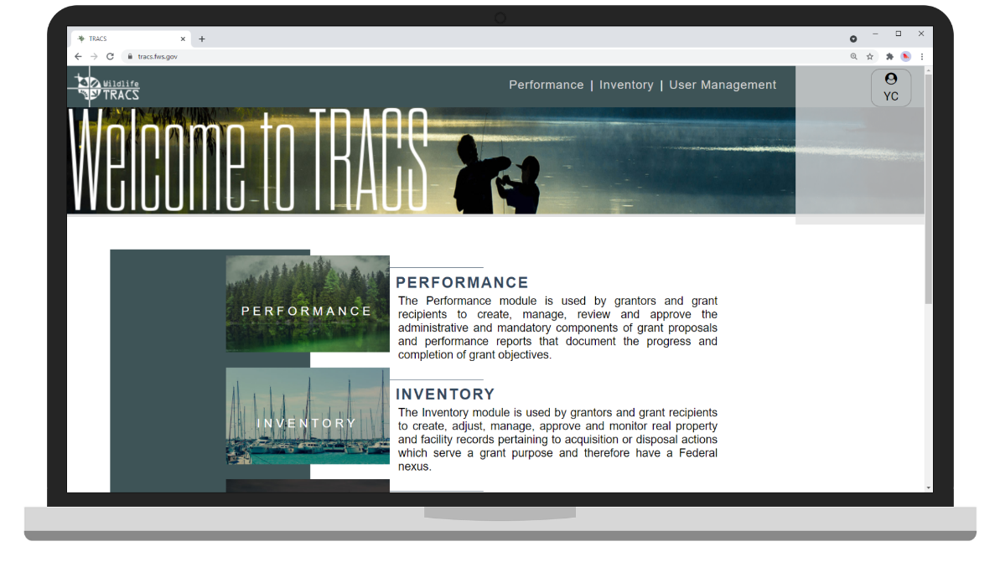 TRACS
tracs.fws.gov
Wildlife
TRACS
Performance | Inventory | User Management
YC
Welcome to TRACS
PERFORMANCE
PERFORMANCE
The Performance module is used by grantors and grant
recipients to create, manage, review and approve the
administrative and mandatory components of grant proposals
and performance reports that document the progress and
completion of grant objectives.
INVENTORY
INVENTORY
The Inventory module is used by grantors and grant recipients
to create, adjust, manage, approve and monitor real property
and facility records pertaining to acquisition or disposal actions
which serve a grant purpose and therefore have a Federal
nexus.